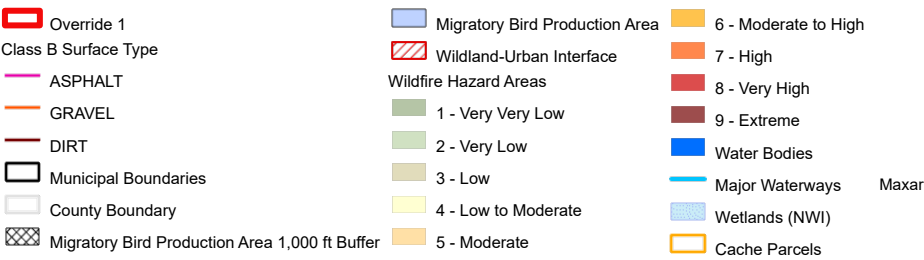 Override 1
Class B Surface Type
ASPHALT
GRAVEL
DIRT
Municipal Boundaries
County Boundary
Migratory Bird Production Area 1,000 ft Buffer
Migratory Bird Production Area
Wildland-Urban Interface
Wildfire Hazard Areas
1 - Very Very Low
2 - Very Low
3 - Low
4 - Low to Moderate
5 - Moderate
6 - Moderate to High
7 - High
8 - Very High
9 - Extreme
Water Bodies
Major Waterways
Wetlands (NWI)
Cache Parcels
Maxar